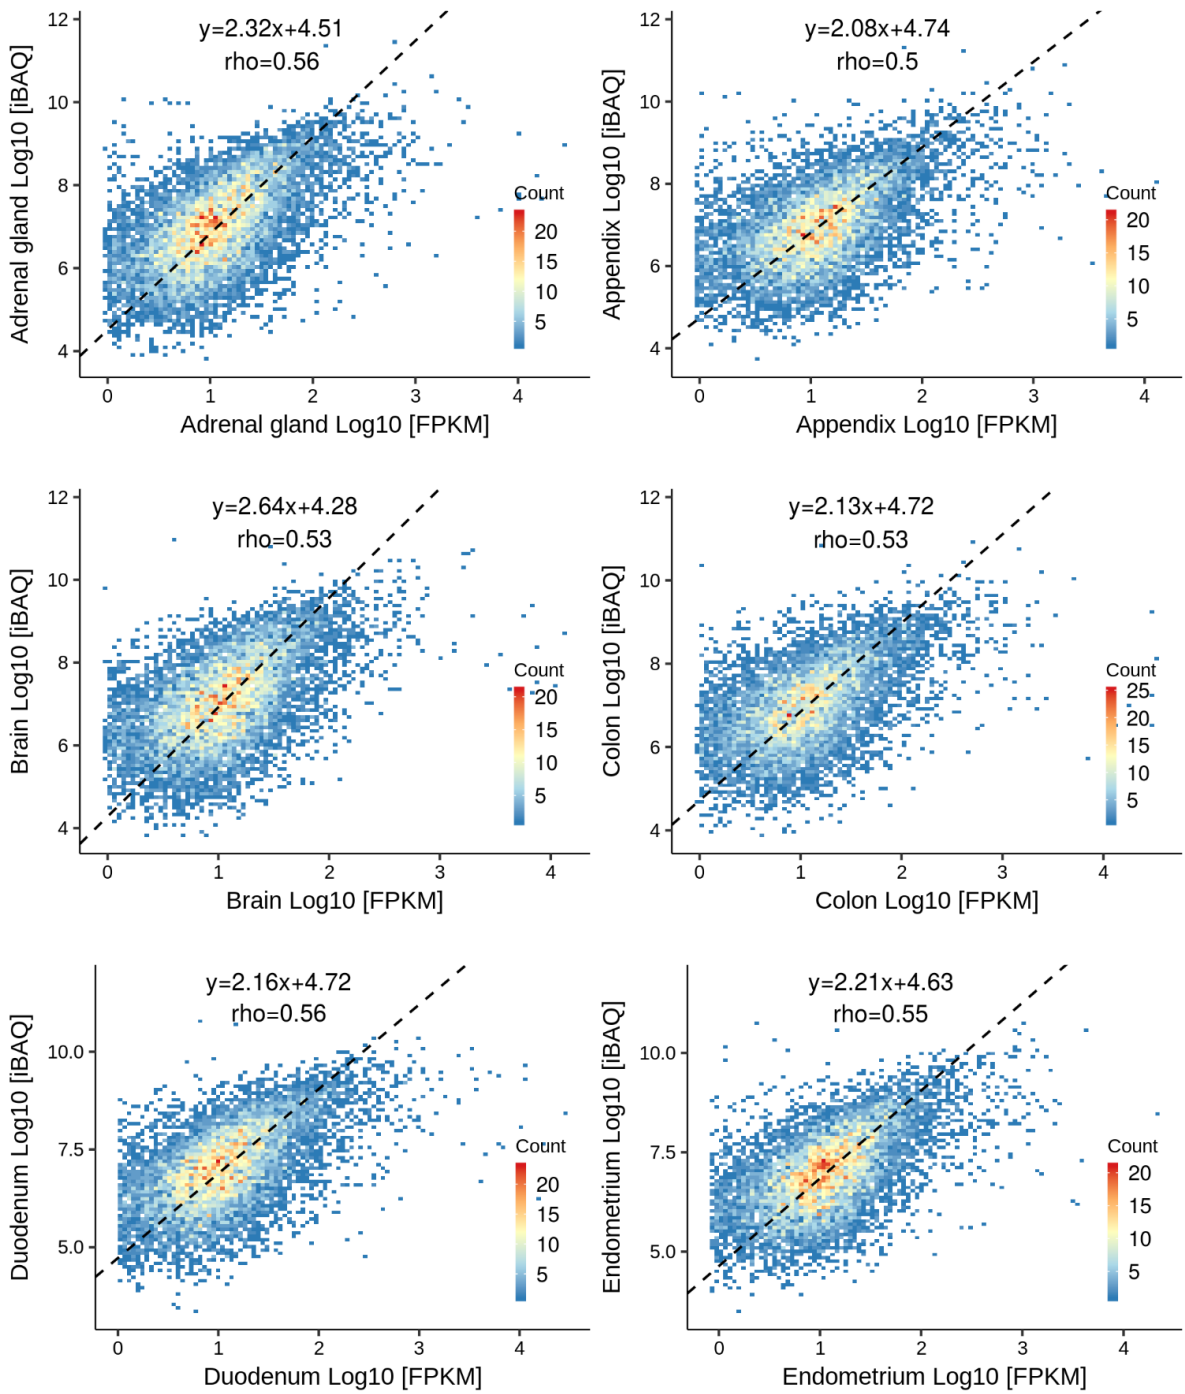 y=2.32x+4.51
rho=0.56
Adrenal gland Log10 [iBAQ]
12
10
8
6
4
Count
20
15
10
5
0 1 2 3 4
Adrenal gland Log10 [FPKM]
y=2.08x+4.74
rho=0.5
Appendix Log10 [iBAQ]
12
10
8
6
4
Count
20
15
10
5
0 1 2 3 4
Appendix Log10 [FPKM]
y=2.64x+4.28
rho=0.53
Brain Log10 [iBAQ]
12
10
8
6
4
Count
20
15
10
5
0 1 2 3 4
Brain Log10 [FPKM]
y=2.13x+4.72
rho=0.53
Colon Log10 [iBAQ]
12
10
8
6
4
Count
25
20
15
10
5
0 1 2 3 4
Colon Log10 [FPKM]
y=2.16x+4.72
rho=0.56
Duodenum Log10 [iBAQ]
10.0
7.5
5.0
Count
20
15
10
5
0 1 2 3 4
Duodenum Log10 [FPKM]
y=2.21x+4.63
rho=0.55
Endometrium Log10 [iBAQ]
10.0
7.5
5.0
Count
20
15
10
5
0 1 2 3 4
Endometrium Log10 [FPKM]